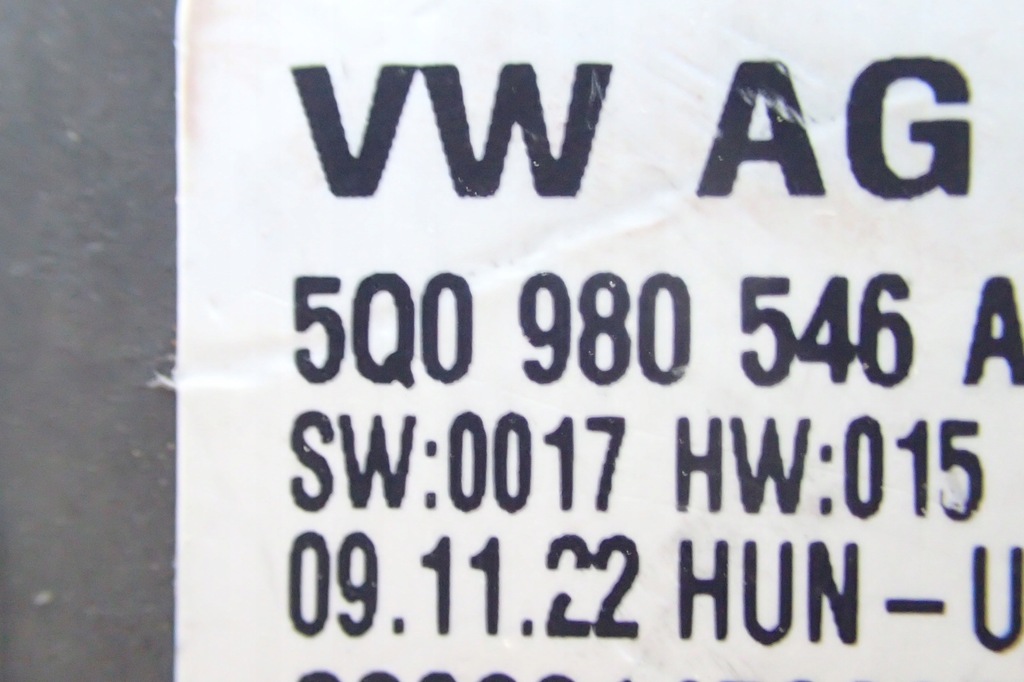 VW AG
5Q0 980 546 A
SW:0017 HW:015
09.11.22 HUN-U